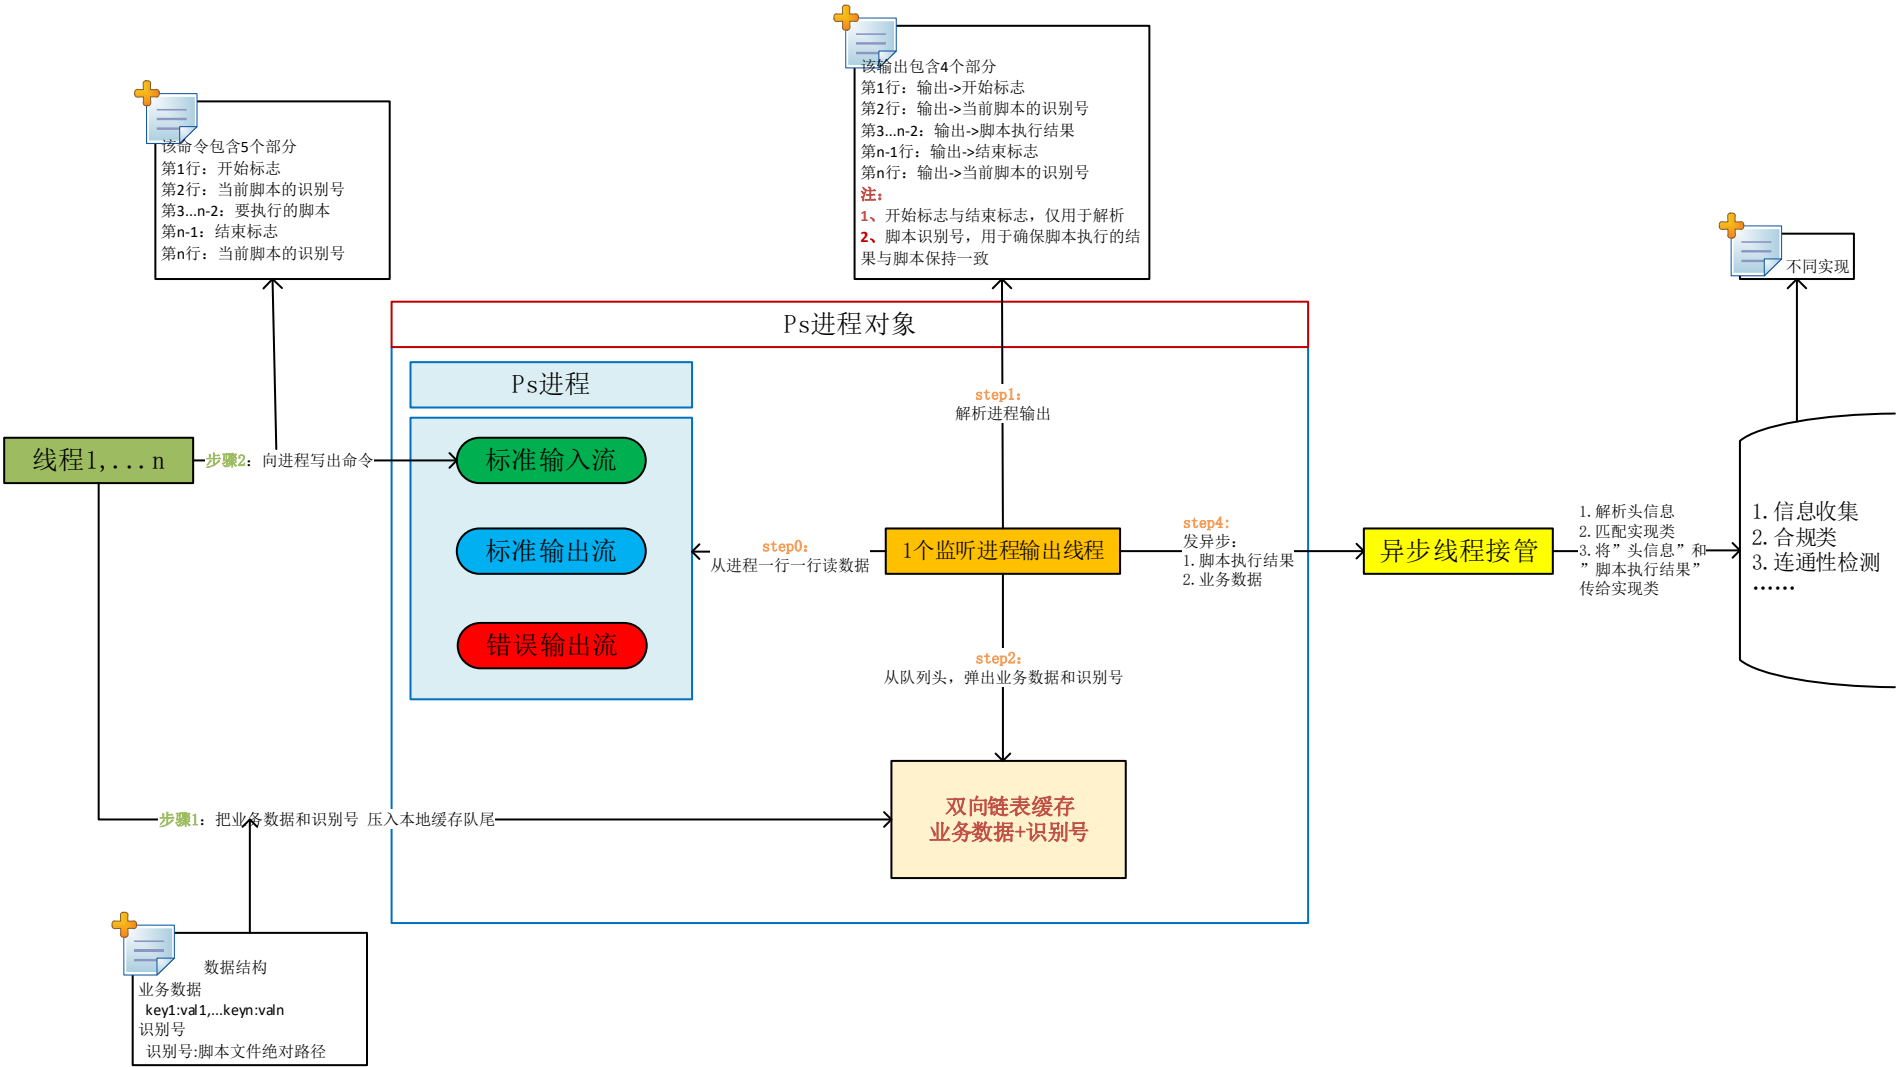 该输出包含4个部分
第1行：输出->开始标志
第2行：输出->当前脚本的识别号
第3...n-2：输出->脚本执行结果
第n-1行：输出->结束标志
第n行：输出->当前脚本的识别号
注：
1、开始标志与结束标志，仅用于解析
2、脚本识别号，用于确保脚本执行的结
果与脚本保持一致
该命令包含5个部分
第1行：开始标志
第2行：当前脚本的识别号
第3...n-2：要执行的脚本
第n-1：结束标志
第n行：当前脚本的识别号
不同实现
Ps进程对象
Ps进程
step1：
解析进程输出
线程1,...n
步骤2：向进程写出命令
标准输入流
标准输出流
错误输出流
step0：
从进程一行一行读数据
1个监听进程输出线程
step4:
发异步：
1.脚本执行结果
2.业务数据
异步线程接管
1.解析头信息
2.匹配实现类
3.将”头信息”和
”脚本执行结果”
传给实现类
1.信息收集
2.合规类
3.连通性检测
……
step2：
从队列头，弹出业务数据和识别号
双向链表缓存
业务数据+识别号
步骤1：把业务数据和识别号 压入本地缓存队尾
数据结构
业务数据
key1:val1,...keyn:valn
识别号
识别号:脚本文件绝对路径